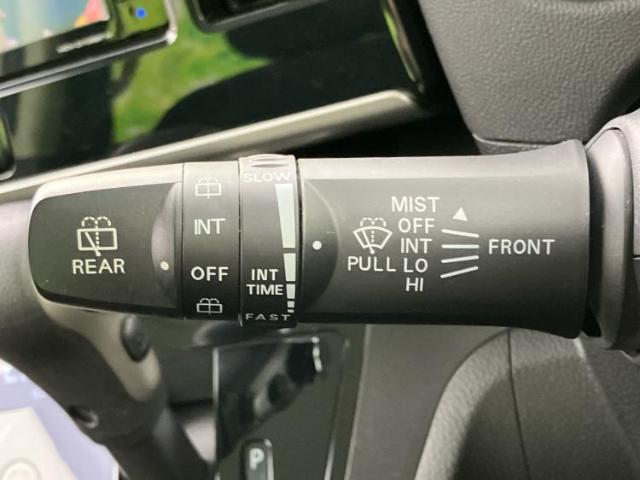 REAR
INT
OFF
SLOW
INT
TIME
FAST
PULL
MIST
OFF
INT
LO
HI
FRONT
P